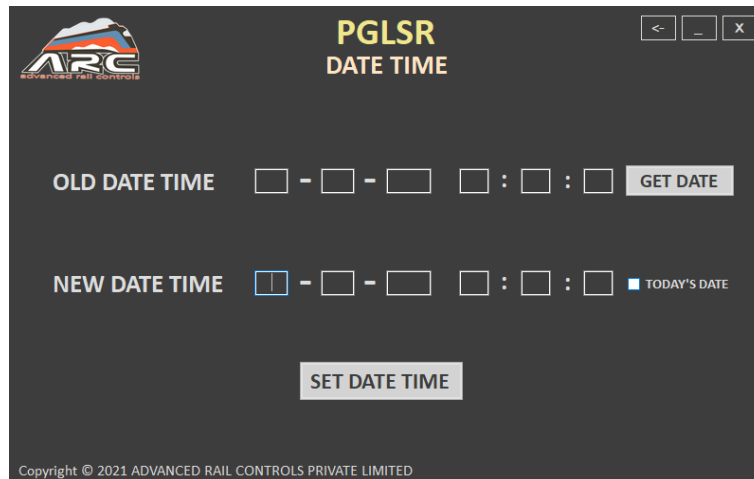 ARC
advanced rail controls
PGLSR
DATE TIME
<- _ X
OLD DATE TIME - - : : GET DATE
NEW DATE TIME - - : : TODAY'S DATE
SET DATE TIME
Copyright © 2021 ADVANCED RAIL CONTROLS PRIVATE LIMITED